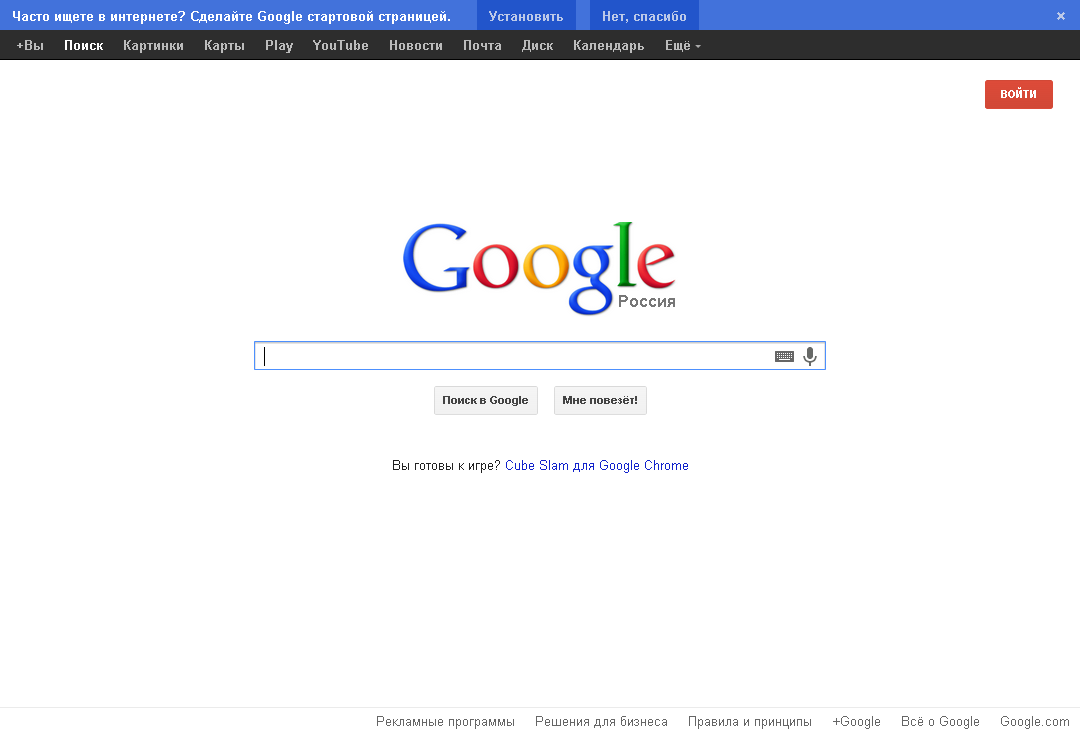 Часто ищете в интернете? Сделайте Google стартовой страницей. Установить Нет, спасибо ×
+Вы Поиск Картинки Карты Play YouTube Новости Почта Диск Календарь Ещё
ВОЙТИ
Google
Россия
Поиск в Google Мне повезёт!
Вы готовы к игре? Cube Slam для Google Chrome
Рекламные программы Решения для бизнеса Правила и принципы +Google Всё о Google Google.com